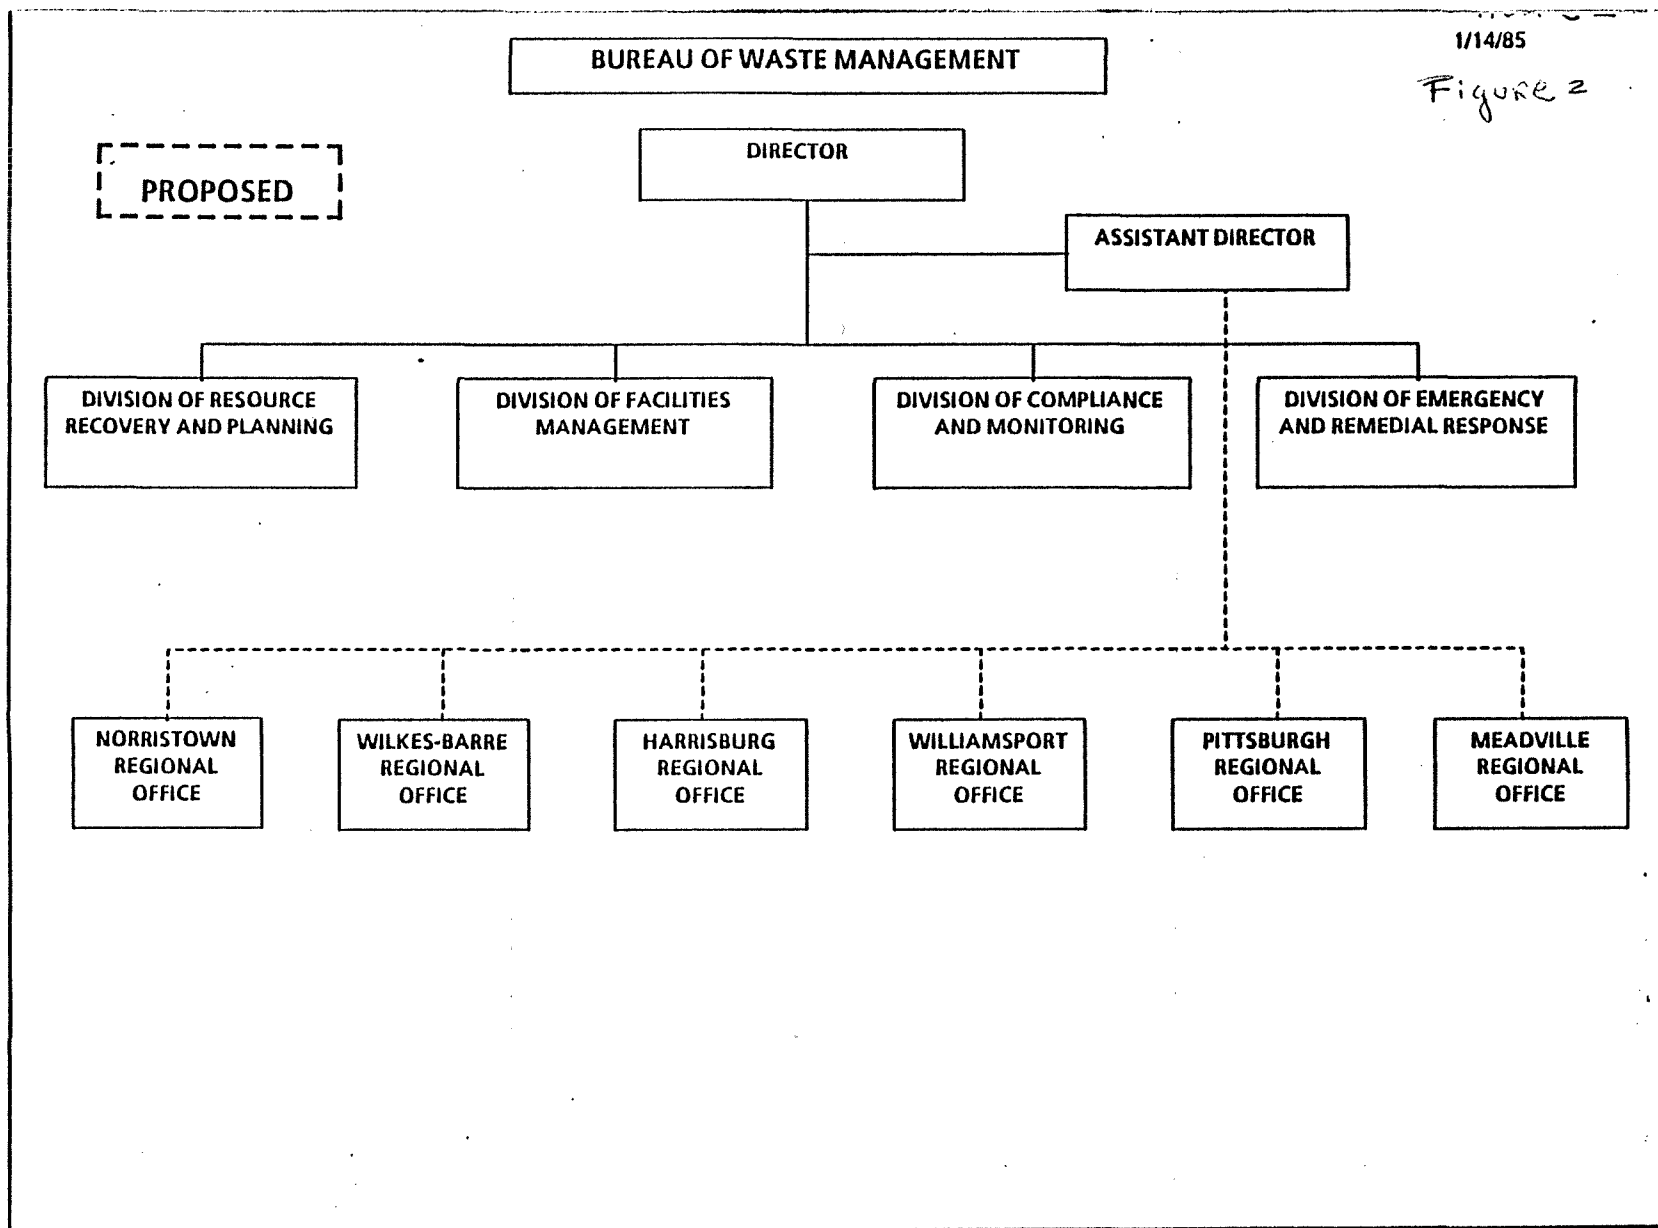 1/14/85
BUREAU OF WASTE MANAGEMENT
Figure 2
DIRECTOR
PROPOSED
ASSISTANT DIRECTOR
DIVISION OF RESOURCE
RECOVERY AND PLANNING
DIVISION OF FACILITIES
MANAGEMENT
DIVISION OF COMPLIANCE
AND MONITORING
DIVISION OF EMERGENCY
AND REMEDIAL RESPONSE
NORRISTOWN
REGIONAL
OFFICE
WILKES-BARRE
REGIONAL
OFFICE
HARRISBURG
REGIONAL
OFFICE
WILLIAMSPORT
REGIONAL
OFFICE
PITTSBURGH
REGIONAL
OFFICE
MEADVILLE
REGIONAL
OFFICE